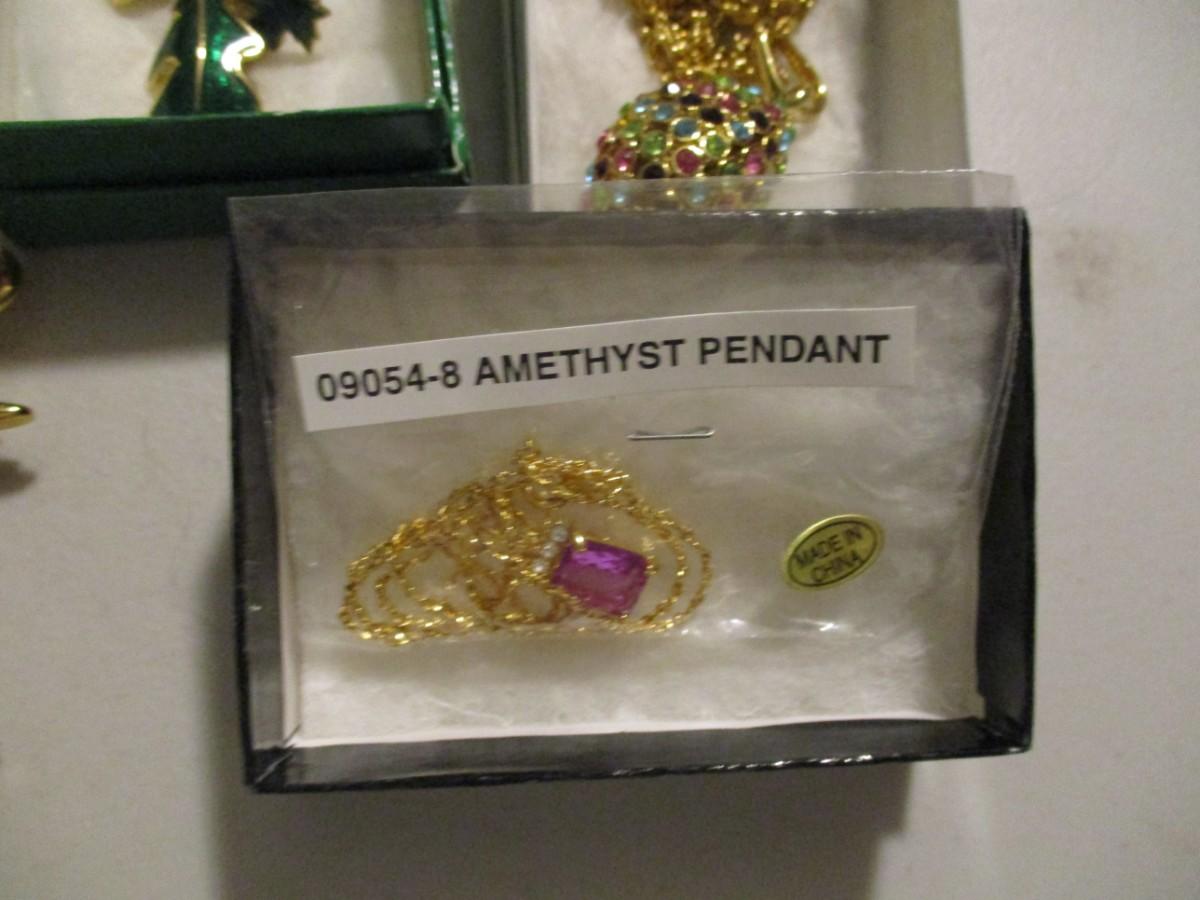 09054-8 AMETHYST PENDANT
MADE IN
CHINA